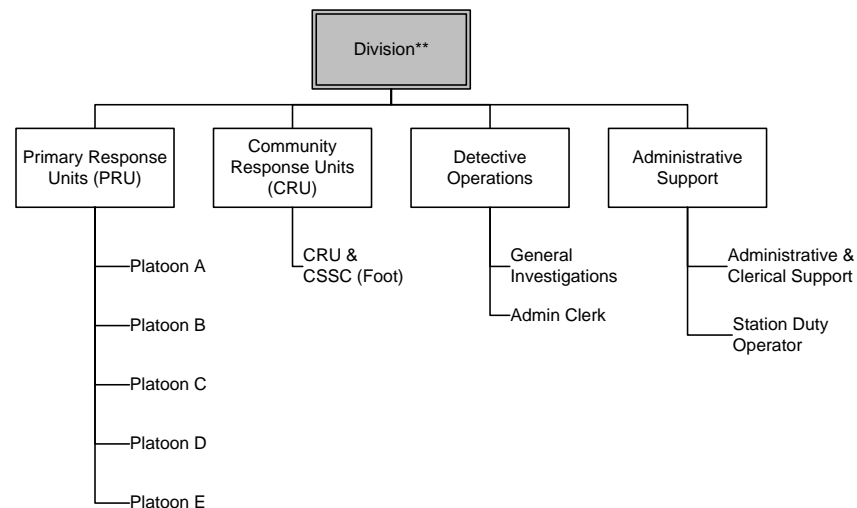 Division**
Primary Response
Units (PRU)
Community
Response Units
(CRU)
Detective
Operations
Administrative
Support
Platoon A
Platoon B
Platoon C
Platoon D
Platoon E
CRU &
CSSC (Foot)
General
Investigations
Admin Clerk
Administrative &
Clerical Support
Station Duty
Operator